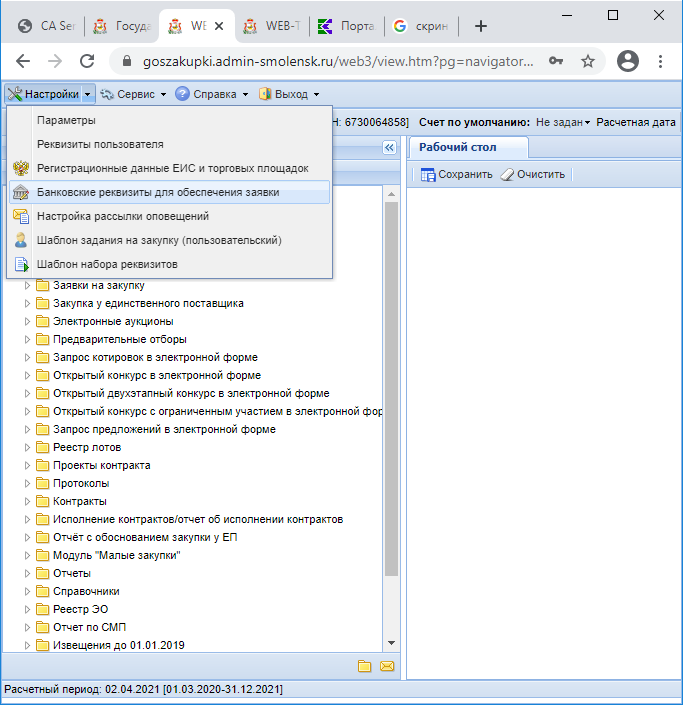 CA Ser
Госуда
WE
WEB-T
Порта
скрин
goszakupki.admin-smolensk.ru/web3/view.htm?pg=navigator...
Настройки Сервис Справка Выход
Н: 6730064858] Счет по умолчанию: Не задан Расчетная дата
Параметры
Реквизиты пользователя
Регистрационные данные ЕИС и торговых площадок
Банковские реквизиты для обеспечения заявки
Настройка рассылки оповещений
Шаблон задания на закупку (пользовательский)
Шаблон набора реквизитов
Рабочий стол
Сохранить Очистить
Заявки на закупку
Закупка у единственного поставщика
Электронные аукционы
Предварительные отборы
Запрос котировок в электронной форме
Открытый конкурс в электронной форме
Открытый двухэтапный конкурс в электронной форме
Открытый конкурс с ограниченным участием в электронной фор
Запрос предложений в электронной форме
Реестр лотов
Проекты контракта
Протоколы
Контракты
Исполнение контрактов/отчет об исполнении контрактов
Отчёт с обоснованием закупки у ЕП
Модуль "Малые закупки"
Отчеты
Справочники
Реестр ЭО
Отчет по СМП
Извещения до 01.01.2019
Расчетный период: 02.04.2021 [01.03.2020-31.12.2021]